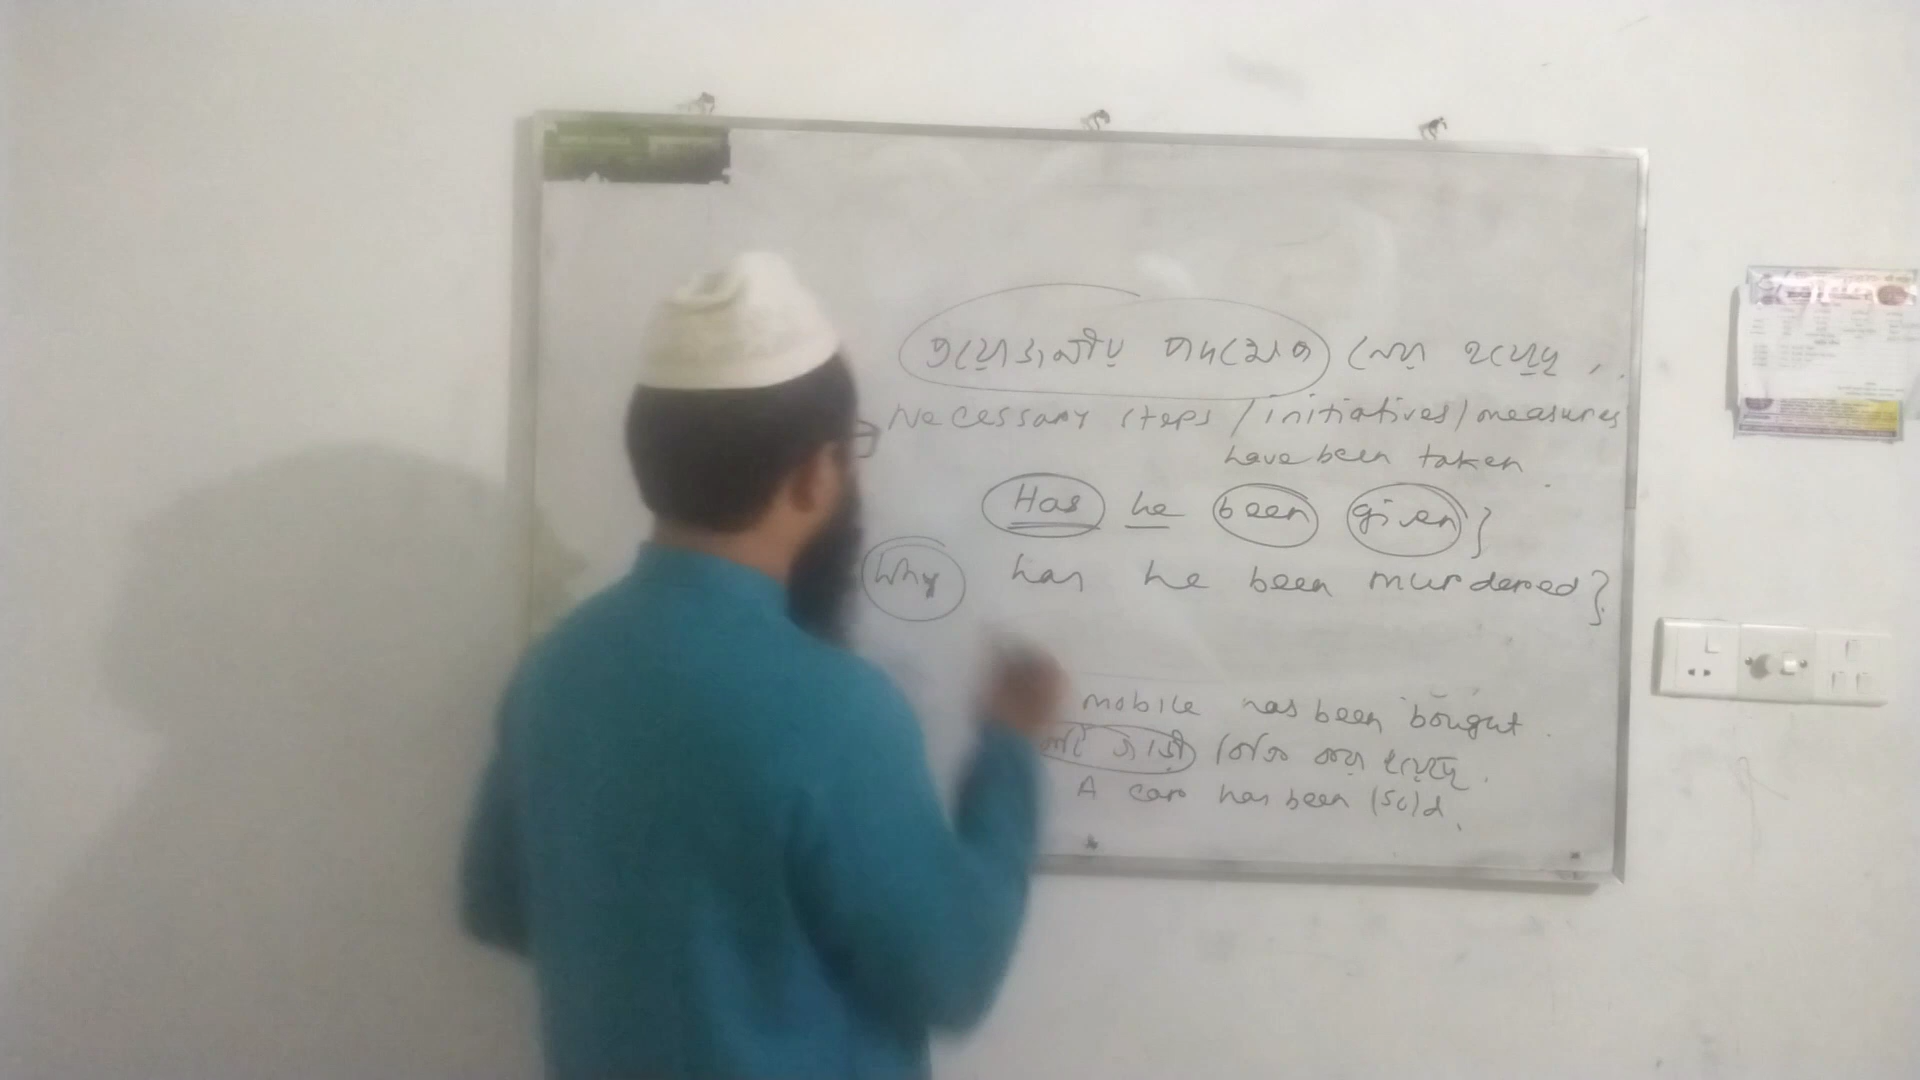 প্রয়োজনীয় পদক্ষেপ নেয়া হয়েছে .
Necessary steps / initiatives / measures
have been taken
Has he been given ?
Why has he been murdered ?
mobile has been bought .
গাড়ী করা হয়েছে .
A car has been sold .